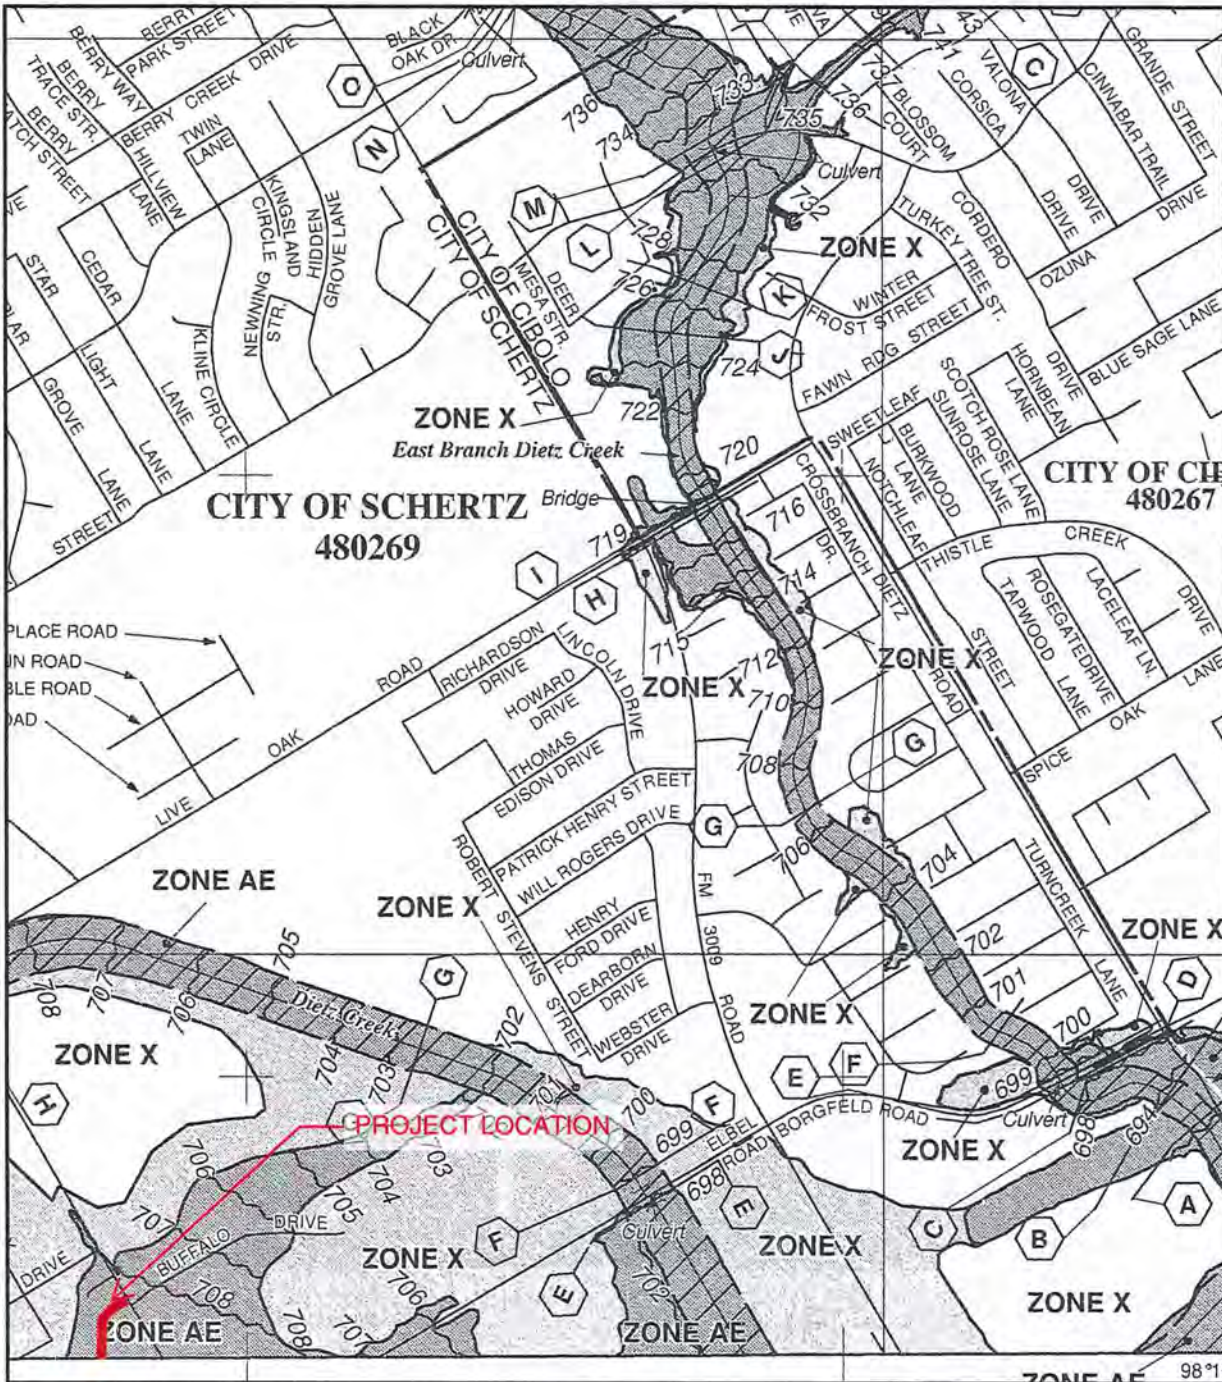 BERRY WAY
BERRY
PARK STREET
BERRY
TRACE STR.
BERRY
BERRY CREEK DRIVE
TWIN
LANE
HILLVIEW
LANE
KINGSLAND
CIRCLE
HIDDEN
GROVE LANE
NEWNING
STR.
KLINE CIRCLE
STAR
CEDAR
LIGHT
LANE
GROVE
LANE
LANE
STREET
BLACK
OAK DR.
Culvert
O
N
M
L
K
J
736
734
733
735
736
737
741
43
732
728
726
724
722
720
Culvert
BLOSSOM
COURT
VALONA
CORSICA
DRIVE
C
CINNABAR TRAIL
DRIVE
GRANDE STREET
DRIVE
CORDERO
OZUNA
TURKEY TREE ST.
ZONE X
WINTER
FROST STREET
FAWN RDG STREET
CITY OF CIBOLO
CITY OF SCHERTZ
DEER
MESA STR.
ZONE X
East Branch Dietz Creek
Bridge
CITY OF SCHERTZ
480269
SWEETLEAF
LANE
BURKWOOD
NOTCHLEAF
SUNROSE LANE
SCOTCH ROSE LANE
HORNBEAN
LANE
DRIVE
BLUE SAGE LANE
480267
THISTLE
CREEK
DRIVE
STREET
TAPWOOD
LANE
ROSEGATE DRIVE
LACELEAF LN.
SPICE
OAK
LANE
CROSSBRANCH
DR.
DIETZ
ROAD
719
716
714
715
712
710
708
706
704
702
701
700
699
698
694
I
H
PLACE ROAD
ROAD
ROAD
LIVE
OAK
ROAD
RICHARDSON
DRIVE
LINCOLN DRIVE
HOWARD
DRIVE
THOMAS
EDISON DRIVE
PATRICK HENRY STREET
WILL ROGERS DRIVE
HENRY
FORD DRIVE
DEARBORN
DRIVE
WEBSTER
DRIVE
ROBERT STEVENS STREET
FM
3009
ROAD
ZONE X
ZONE X
G
G
TURNCREEK
LANE
ZONE X
ZONE X
D
E
F
BORGFELD ROAD
Culvert
ZONE X
C
B
A
ZONE X
ZONE AE
ZONE X
Dietz Creek
708
707
706
705
704
703
702
701
700
699
698
G
ZONE X
H
PROJECT LOCATION
706
707
705
704
703
BUFFALO
DRIVE
DRIVE
708
708
707
706
702
ZONE X
ELBEL
ROAD
F
E
F
E
Culvert
ZONE X
ZONE AE
ZONE AE
ZONE AE